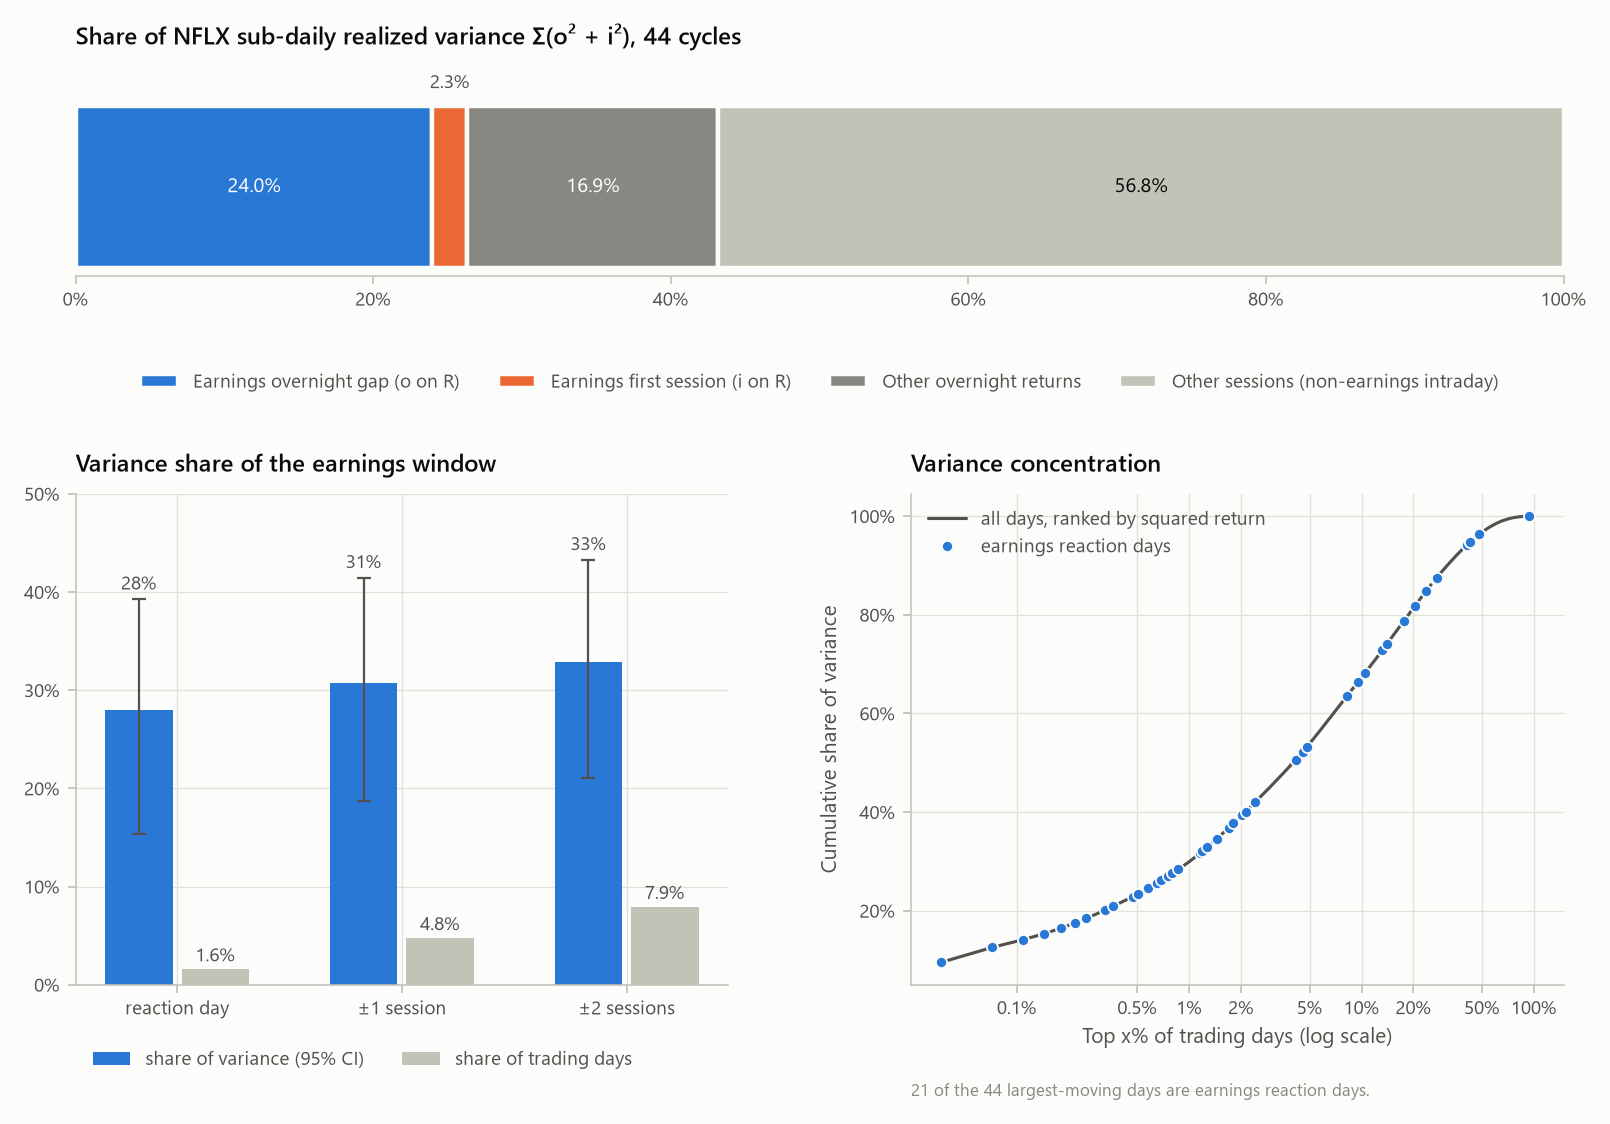 Share of NFLX sub-daily realized variance Σ(o² + i²), 44 cycles
2.3%
24.0%
16.9%
56.8%
0%
20%
40%
60%
80%
100%
Earnings overnight gap (o on R)
Earnings first session (i on R)
Other overnight returns
Other sessions (non-earnings intraday)
Variance share of the earnings window
50%
40%
30%
20%
10%
0%
28%
1.6%
31%
4.8%
33%
7.9%
reaction day
±1 session
±2 sessions
share of variance (95% CI)
share of trading days
Variance concentration
all days, ranked by squared return
earnings reaction days
Cumulative share of variance
100%
80%
60%
40%
20%
0.1%
0.5%
1%
2%
5%
10%
20%
50%
100%
Top x% of trading days (log scale)
21 of the 44 largest-moving days are earnings reaction days.